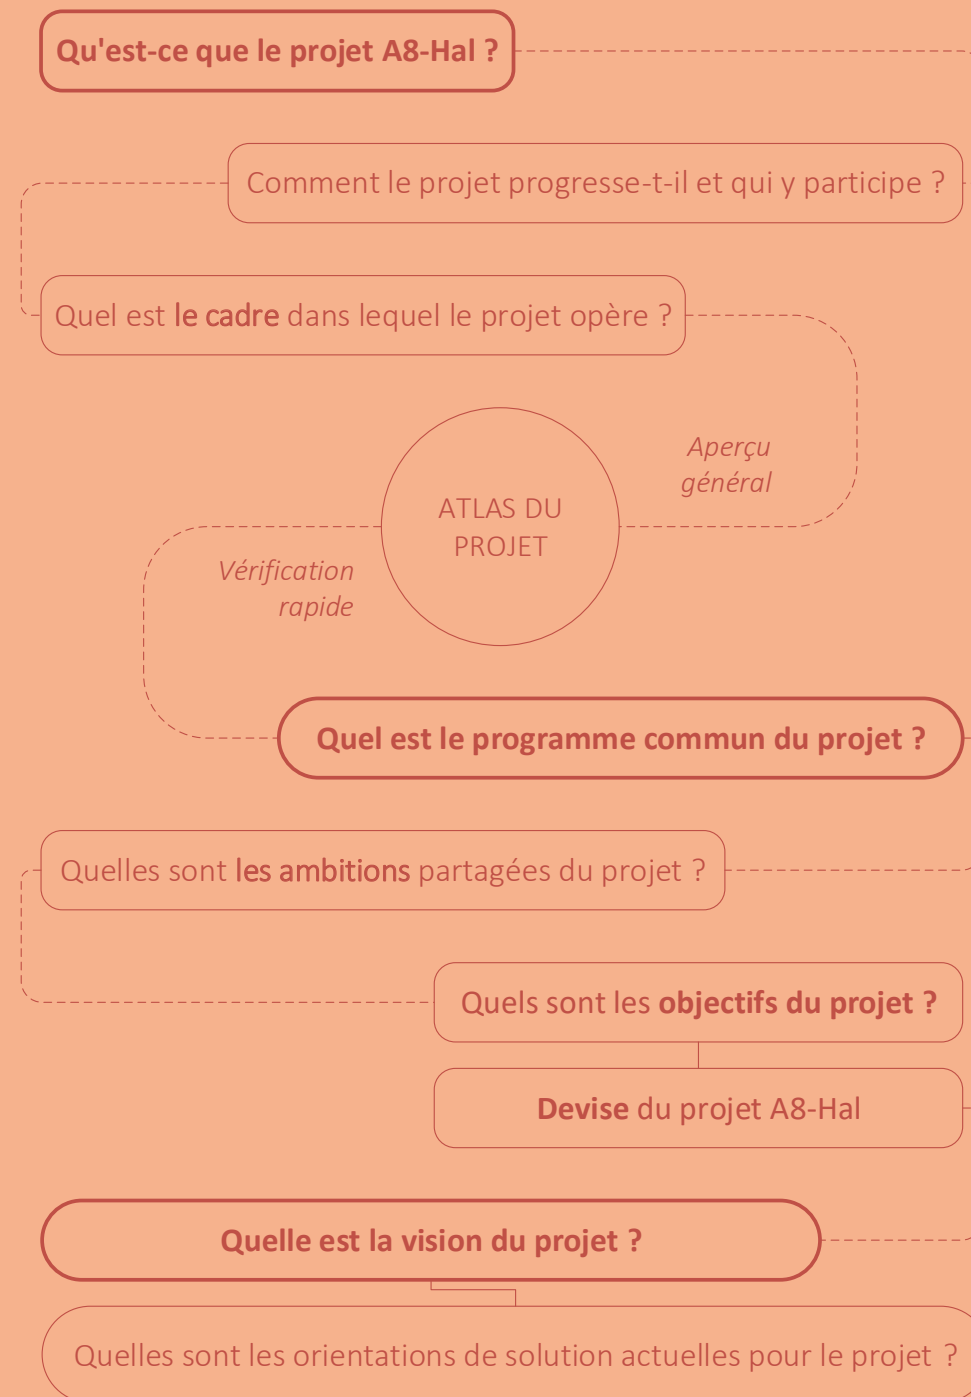 Qu'est-ce que le projet A8-Hal ?
Comment le projet progresse-t-il et qui y participe ?
Quel est le cadre dans lequel le projet opère ?
Aperçu
général
ATLAS DU
PROJET
Vérification
rapide
Quel est le programme commun du projet ?
Quelles sont les ambitions partagées du projet ?
Quels sont les objectifs du projet ?
Devise du projet A8-Hal
Quelle est la vision du projet ?
Quelles sont les orientations de solution actuelles pour le projet ?